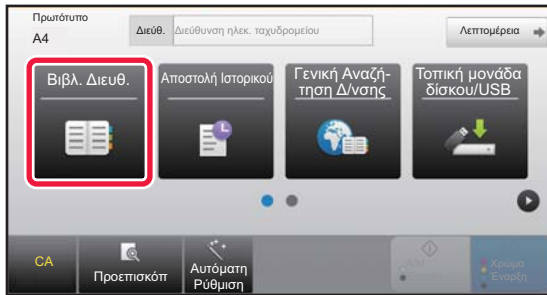 Πρωτότυπο
A4
Διεύθ.
Διεύθυνση ηλεκ. ταχυδρομείου
Λεπτομέρεια
Βιβλ. Διευθ.
Αποστολή Ιστορικού
Γενική Αναζή-
τηση Δ/νσης
Τοπική μονάδα
δίσκου/USB
CA
Προεπισκόπ
Αυτόματη
Ρύθμιση
Χρώμα
Έναρξη